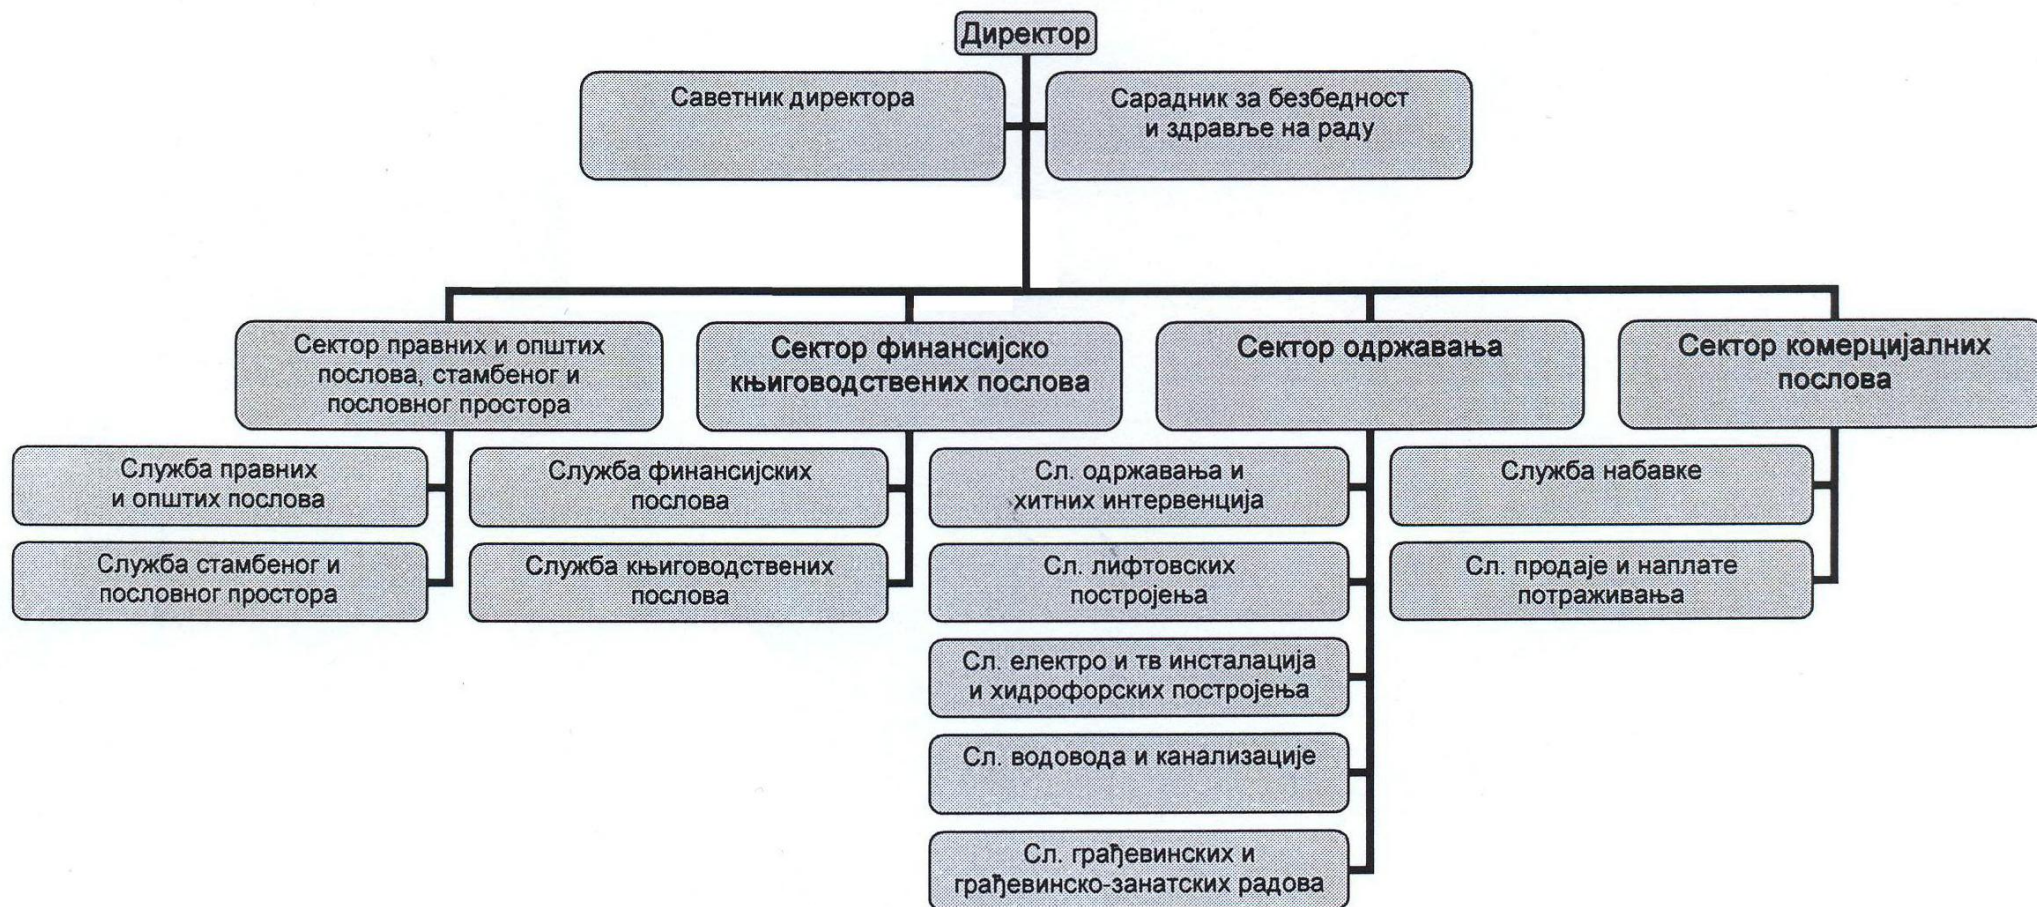 Директор
Саветник директора
Сарадник за безбедност
и здравље на раду
Сектор правних и општих
послова, стамбеног и
пословног простора
Сектор финансијско
књиговодствених послова
Сектор одржавања
Сектор комерцијалних
послова
Служба правних
и општих послова
Служба стамбеног и
пословног простора
Служба финансијских
послова
Служба књиговодствених
послова
Сл. одржавања и
хитних интервенција
Сл. лифтовских
постројења
Сл. електро и тв инсталација
и хидрофорских постројења
Сл. водовода и канализације
Сл. грађевинских и
грађевинско-занатских радова
Служба набавке
Сл. продаје и наплате
потраживања